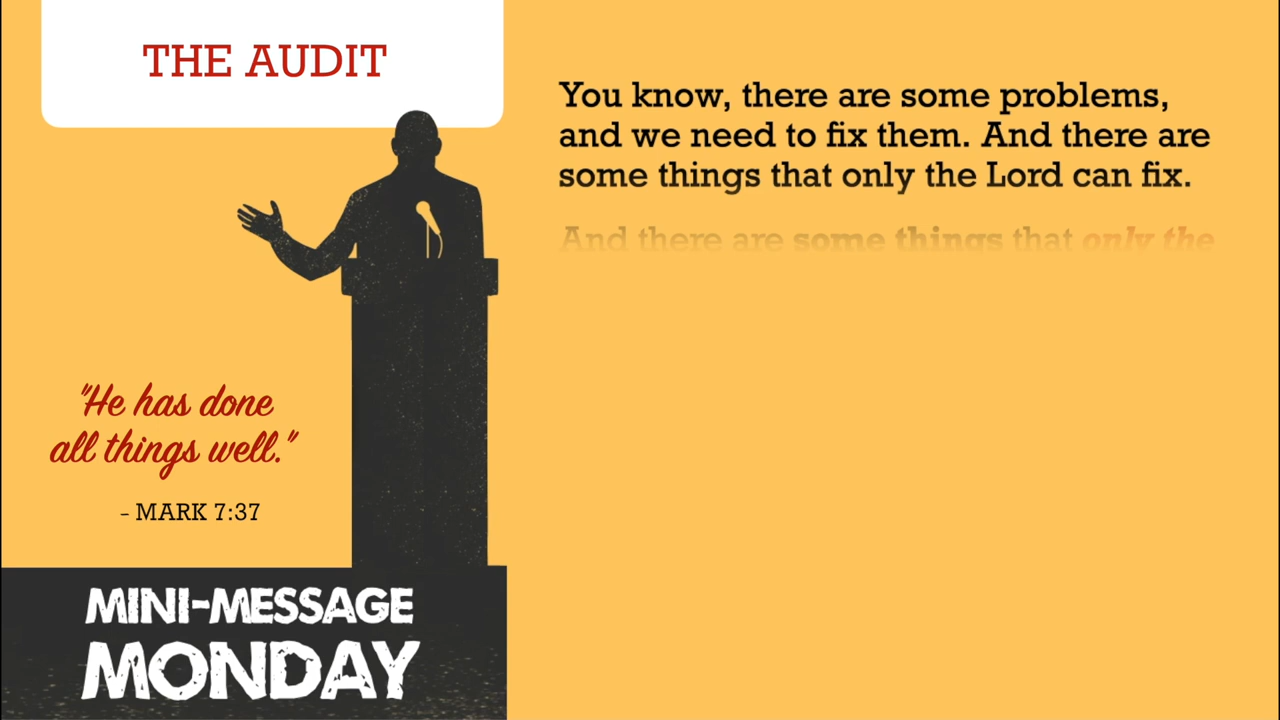 THE AUDIT
You know, there are some problems,
and we need to fix them. And there are
some things that only the Lord can fix.
And there are some things that only the
"He has done
all things well."
- MARK 7:37
MINI-MESSAGE
MONDAY